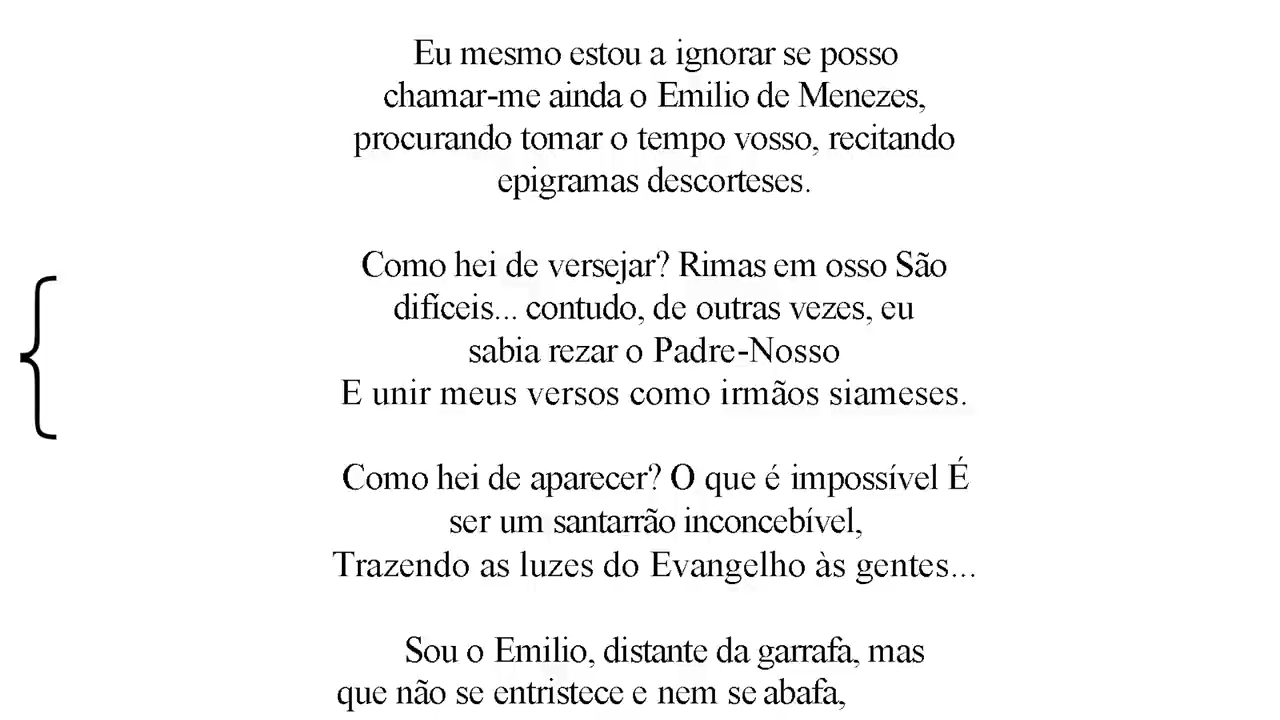 Eu mesmo estou a ignorar se posso
chamar-me ainda o Emilio de Menezes,
procurando tomar o tempo vosso, recitando
epigramas descorteses.
Como hei de versejar? Rimas em osso São
difíceis... contudo, de outras vezes, eu
sabia rezar o Padre-Nosso
E unir meus versos como irmãos siameses.
Como hei de aparecer? O que é impossível É
ser um santarrão inconcebível,
Trazendo as luzes do Evangelho às gentes...
Sou o Emilio, distante da garrafa, mas
que não se entristece e nem se abafa,